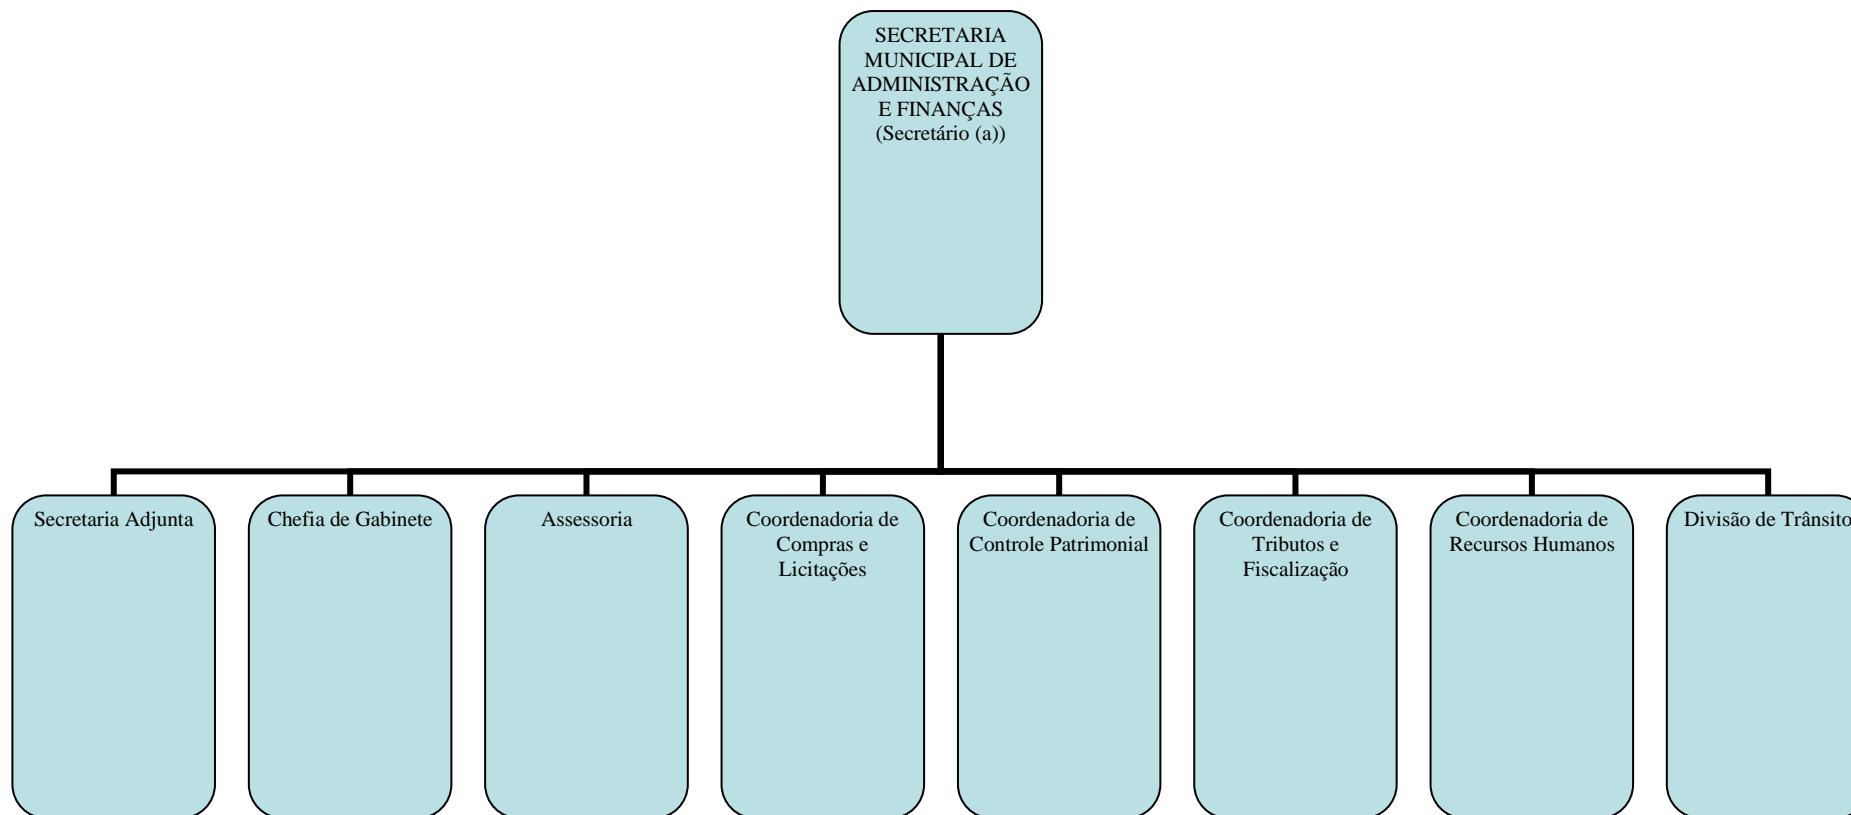 SECRETARIA
MUNICIPAL DE
ADMINISTRAÇÃO
E FINANÇAS
(Secretário (a))
Secretaria Adjunta
Chefia de Gabinete
Assessoria
Coordenadoria de
Compras e
Licitações
Coordenadoria de
Controle Patrimonial
Coordenadoria de
Tributos e
Fiscalização
Coordenadoria de
Recursos Humanos
Divisão de Trânsito